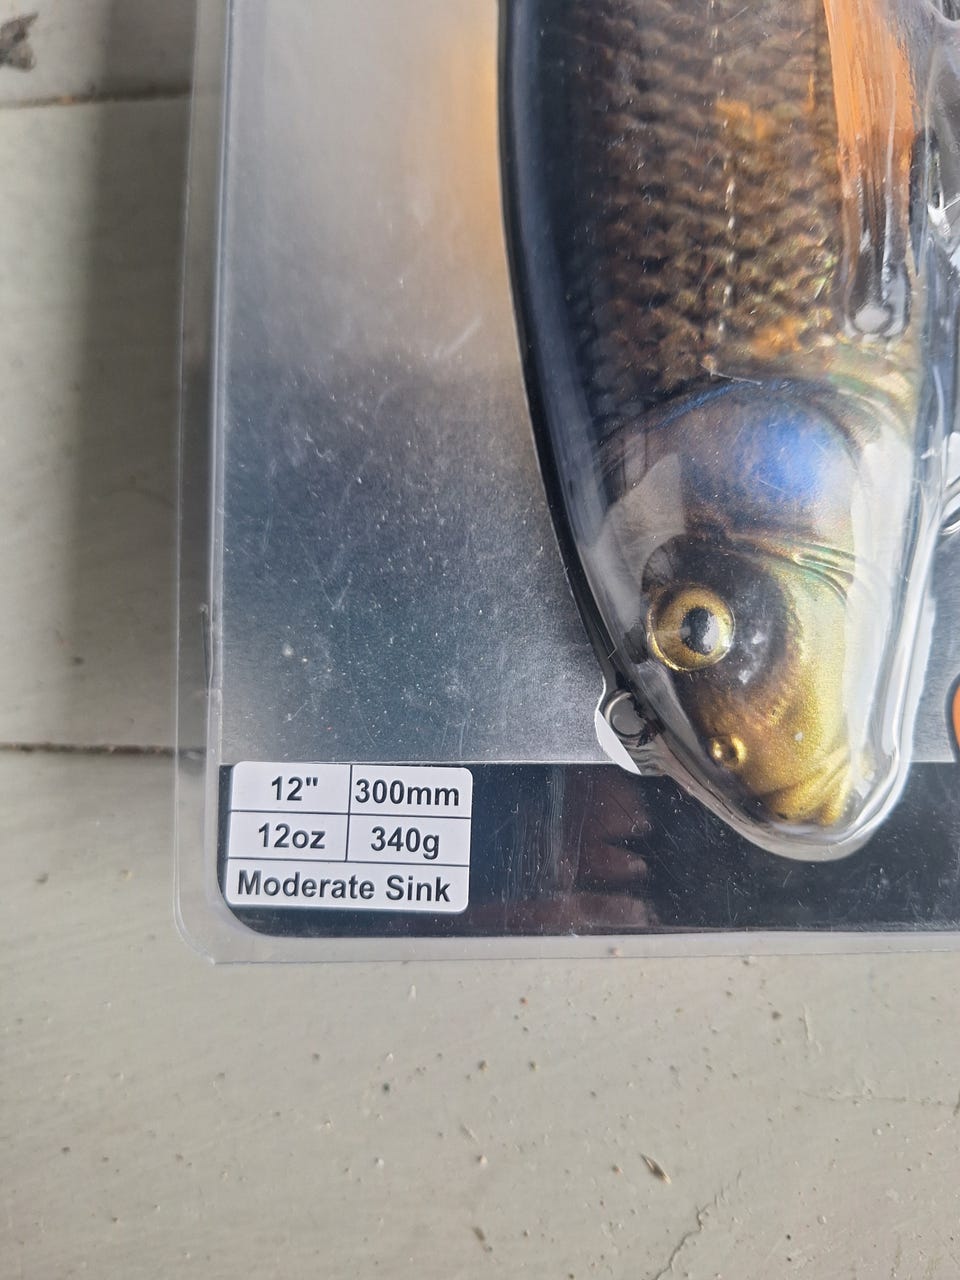 12" 300mm
12oz 340g
Moderate Sink